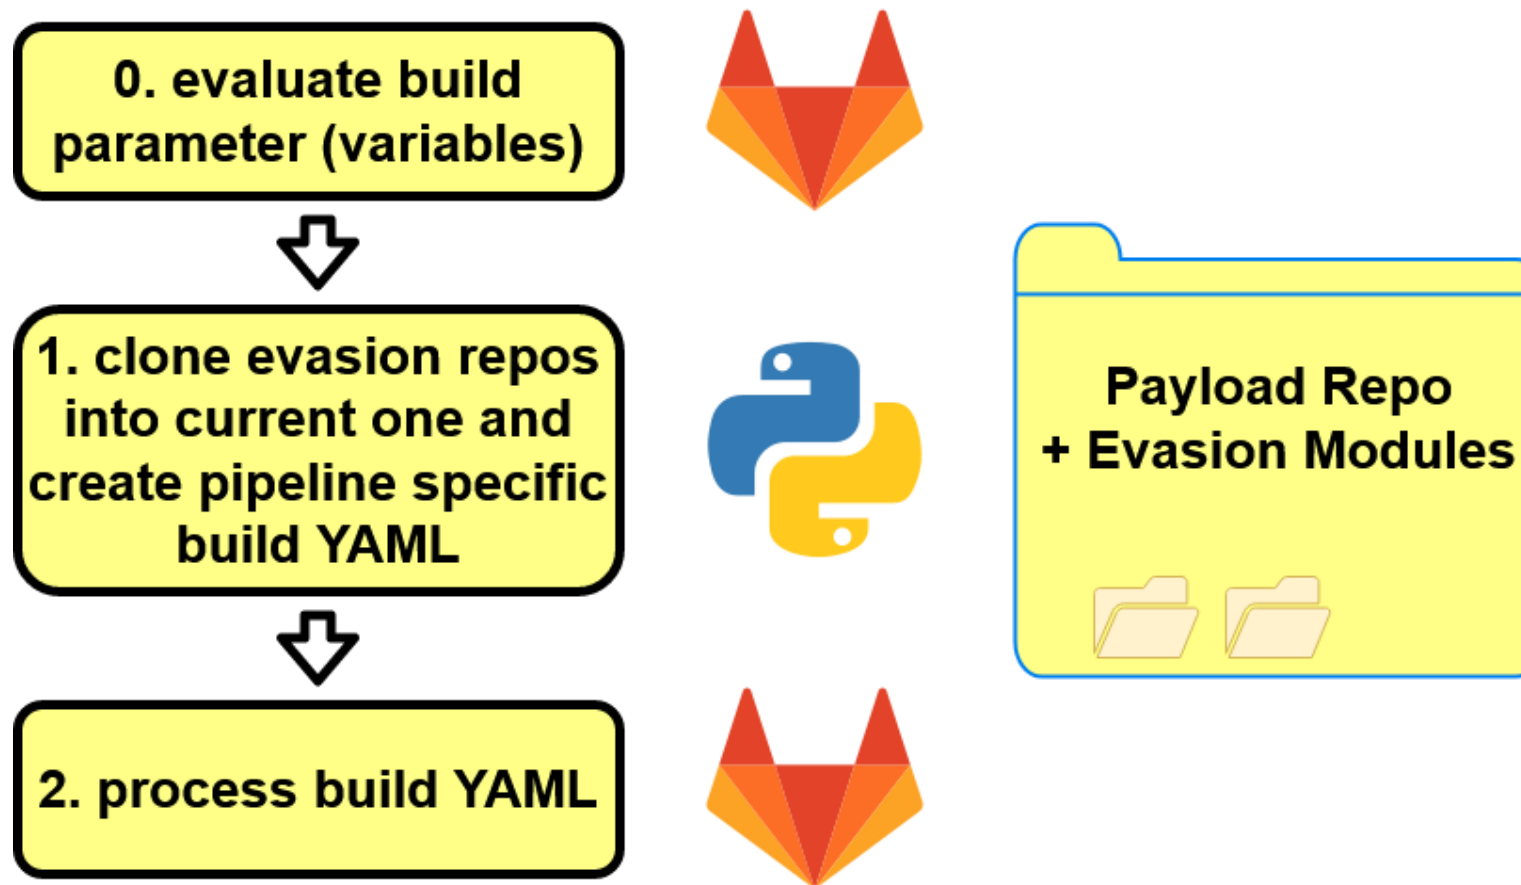 0. evaluate build
parameter (variables)
1. clone evasion repos
into current one and
create pipeline specific
build YAML
Payload Repo
+ Evasion Modules
2. process build YAML